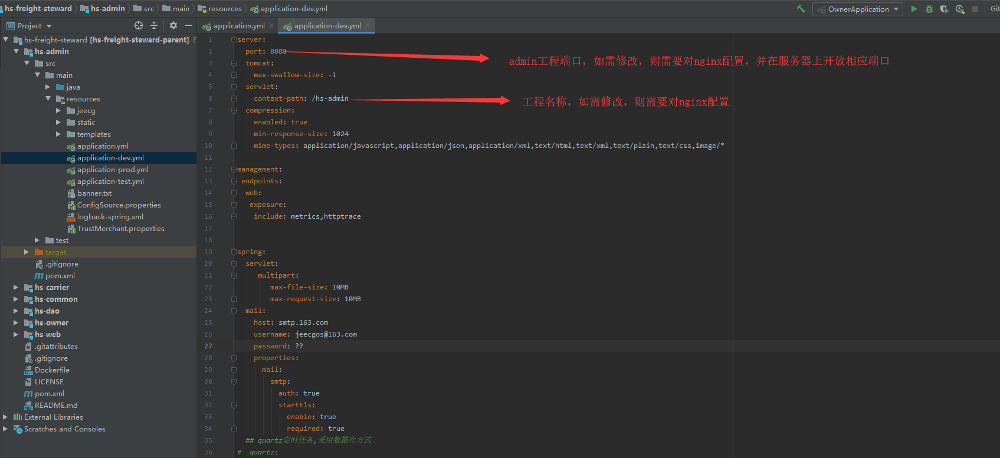 hs-freight-steward hs-admin src main resources application-dev.yml OwnerApplication Git
Project application.yml application-dev.yml
hs-freight-steward [hs-freight-steward-parent]
hs-admin
src
main
java
resources
jeecg
static
templates
application.yml
application-dev.yml
application-prod.yml
application-test.yml
banner.txt
ConfigSource.properties
logback-spring.xml
TrustMerchant.properties
test
target
.gitignore
pom.xml
hs-carrier
hs-common
hs-dao
hs-owner
hs-web
.gitattributes
.gitignore
Dockerfile
LICENSE
pom.xml
README.md
External Libraries
Scratches and Consoles
1 server:
2 port: 8080
admin工程端口，如需修改，则需要对nginx配置，并在服务器上开放相应端口
3 tomcat:
4 max-swallow-size: -1
5 servlet:
6 context-path: /hs-admin
工程名称，如需修改，则需要对nginx配置
7 compression:
8 enabled: true
9 min-response-size: 1024
10 mime-types: application/javascript,application/json,application/xml,text/html,text/xml,text/plain,text/css,image/*
11
12 management:
13 endpoints:
14 web:
15 exposure:
16 include: metrics,httptrace
17
18
19 spring:
20 servlet:
21 multipart:
22 max-file-size: 10MB
23 max-request-size: 10MB
24 mail:
25 host: smtp.163.com
26 username: jeecgos@163.com
27 password: ??
28 properties:
29 mail:
30 smtp:
31 auth: true
32 starttls:
33 enable: true
34 required: true
35 ## quartz定时任务,采用数据库方式
36 # quartz: